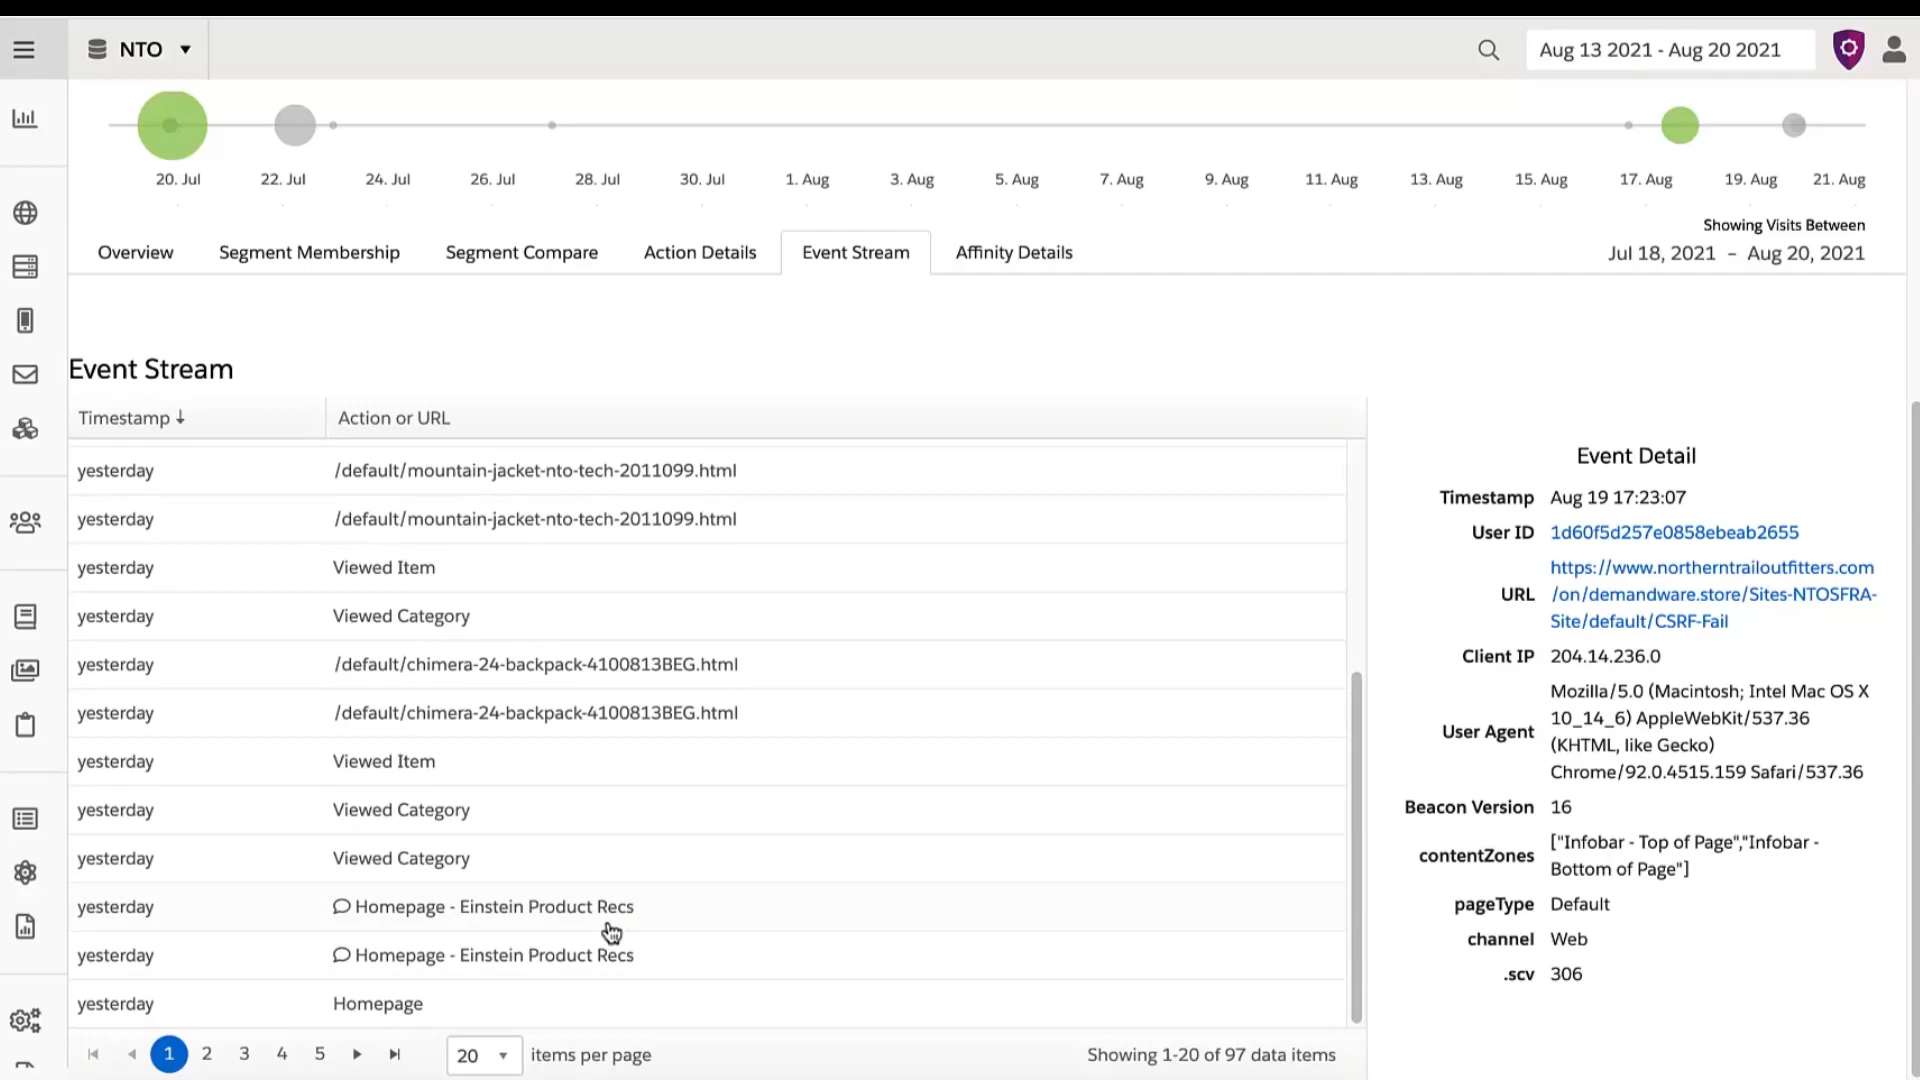 NTO
Aug 13 2021 - Aug 20 2021
20. Jul 22. Jul 24. Jul 26. Jul 28. Jul 30. Jul 1. Aug 3. Aug 5. Aug 7. Aug 9. Aug 11. Aug 13. Aug 15. Aug 17. Aug 19. Aug 21. Aug
Showing Visits Between
Overview Segment Membership Segment Compare Action Details Event Stream Affinity Details Jul 18, 2021 – Aug 20, 2021
Event Stream
Timestamp ↓ Action or URL
yesterday /default/mountain-jacket-nto-tech-2011099.html
yesterday /default/mountain-jacket-nto-tech-2011099.html
yesterday Viewed Item
yesterday Viewed Category
yesterday /default/chimera-24-backpack-4100813BEG.html
yesterday /default/chimera-24-backpack-4100813BEG.html
yesterday Viewed Item
yesterday Viewed Category
yesterday Viewed Category
yesterday Homepage - Einstein Product Recs
yesterday Homepage - Einstein Product Recs
yesterday Homepage
1 2 3 4 5 20 items per page Showing 1-20 of 97 data items
Event Detail
Timestamp Aug 19 17:23:07
User ID 1d60f5d257e0858ebeab2655
URL https://www.northerntrailoutfitters.com
/on/demandware.store/Sites-NTOSFRA-
Site/default/CSRF-Fail
Client IP 204.14.236.0
User Agent Mozilla/5.0 (Macintosh; Intel Mac OS X
10_14_6) AppleWebKit/537.36
(KHTML, like Gecko)
Chrome/92.0.4515.159 Safari/537.36
Beacon Version 16
contentZones ["Infobar - Top of Page","Infobar -
Bottom of Page"]
pageType Default
channel Web
.scv 306